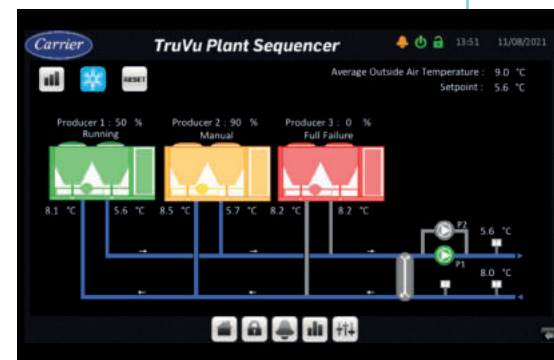 Carrier
TruVu Plant Sequencer
13:51 11/08/2021
RESET
Average Outside Air Temperature : 9.0 °C
Setpoint : 5.6 °C
Producer 1 : 50 % Producer 2 : 90 % Producer 3 : 0 %
Running Manual Full Failure
8.1 °C 5.6 °C 8.5 °C 5.7 °C 8.2 °C 8.2 °C
P2 5.6 °C
P1
8.0 °C